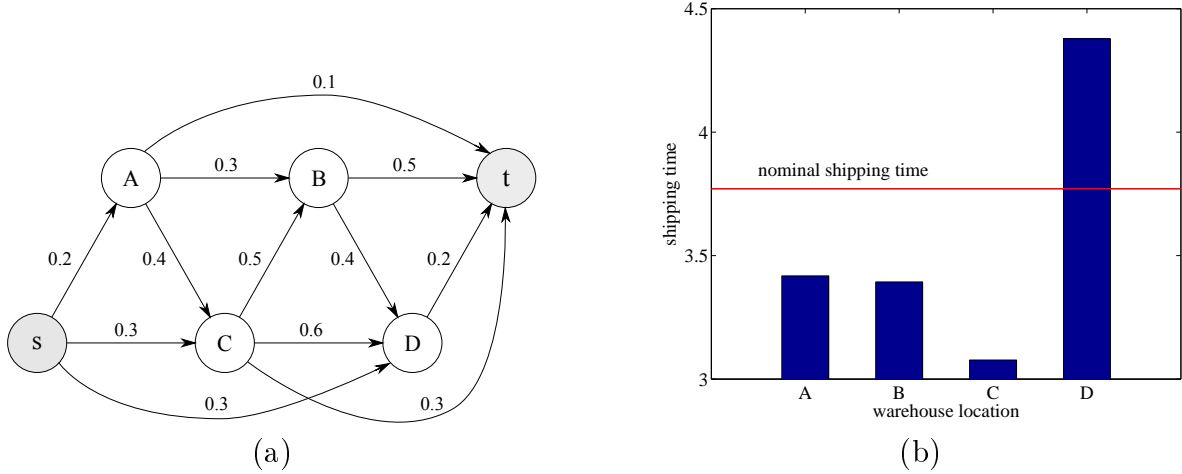 0.1
A
0.3
B
0.5
t
0.2
0.4
0.5
0.4
0.2
s
0.3
C
0.6
D
0.3
0.3
(a)
4.5
4
3.5
3
shipping time
nominal shipping time
A B C D
warehouse location
(b)